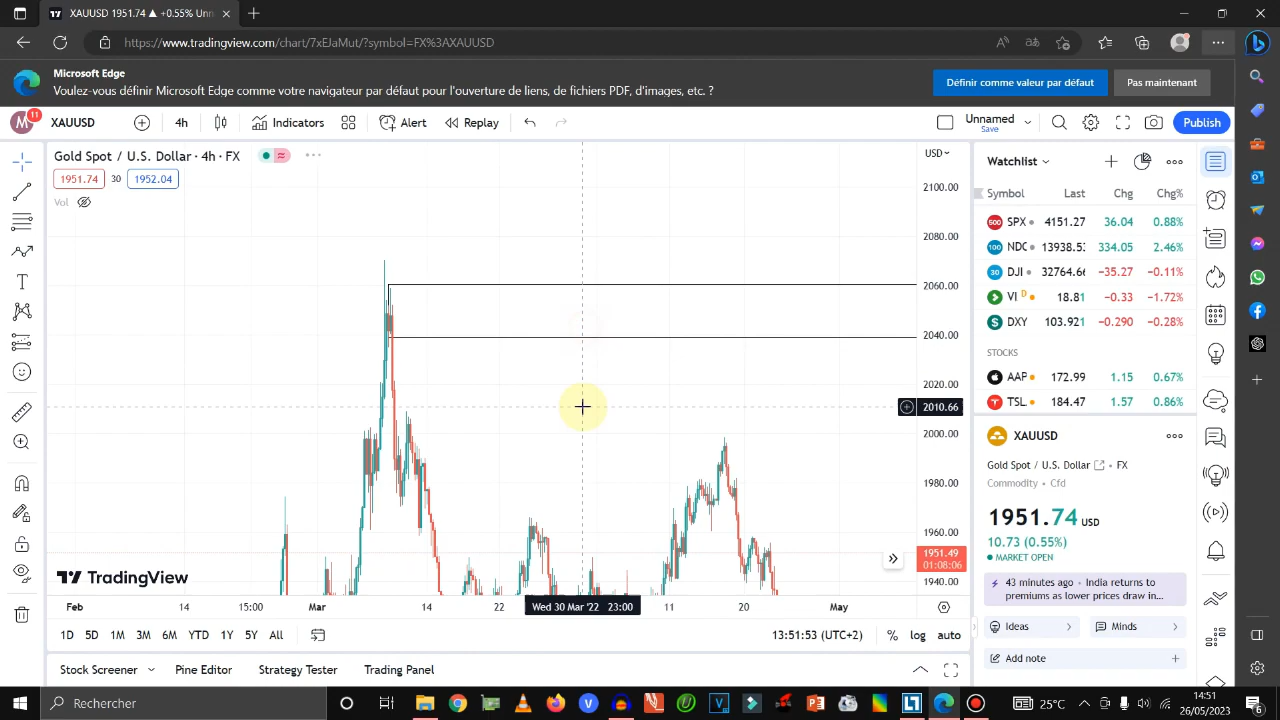 XAUUSD 1951.74 ▲ +0.55% Unn
https://www.tradingview.com/chart/7xEJaMut/?symbol=FX%3AXAUUSD
Microsoft Edge
Voulez-vous définir Microsoft Edge comme votre navigateur par défaut pour l'ouverture de liens, de fichiers PDF, d'images, etc. ?
Définir comme valeur par défaut
Pas maintenant
M 11
XAUUSD
4h
Indicators
Alert
Replay
Unnamed
Save
Publish
Gold Spot / U.S. Dollar · 4h · FX
1951.74 30 1952.04
Vol
USD
2100.00
2080.00
2060.00
2040.00
2020.00
2010.66
2000.00
1980.00
1960.00
1951.49
01:08:06
1940.00
TradingView
Feb 14 15:00 Mar 14 22 Wed 30 Mar '22 23:00 11 20 May
1D 5D 1M 3M 6M YTD 1Y 5Y All
13:51:53 (UTC+2) % log auto
Stock Screener Pine Editor Strategy Tester Trading Panel
Watchlist
Symbol Last Chg Chg%
500 SPX 4151.27 36.04 0.88%
100 NDC 13938.53 334.05 2.46%
30 DJI 32764.66 −35.27 −0.11%
VI D 18.81 −0.33 −1.72%
DXY 103.921 −0.290 −0.28%
STOCKS
AAP 172.99 1.15 0.67%
TSL 184.47 1.57 0.86%
XAUUSD
Gold Spot / U.S. Dollar • FX
Commodity • Cfd
1951.74 USD
10.73 (0.55%)
MARKET OPEN
43 minutes ago • India returns to
premiums as lower prices draw in…
Ideas
Minds
Add note
Rechercher
25°C
14:51
26/05/2023
6